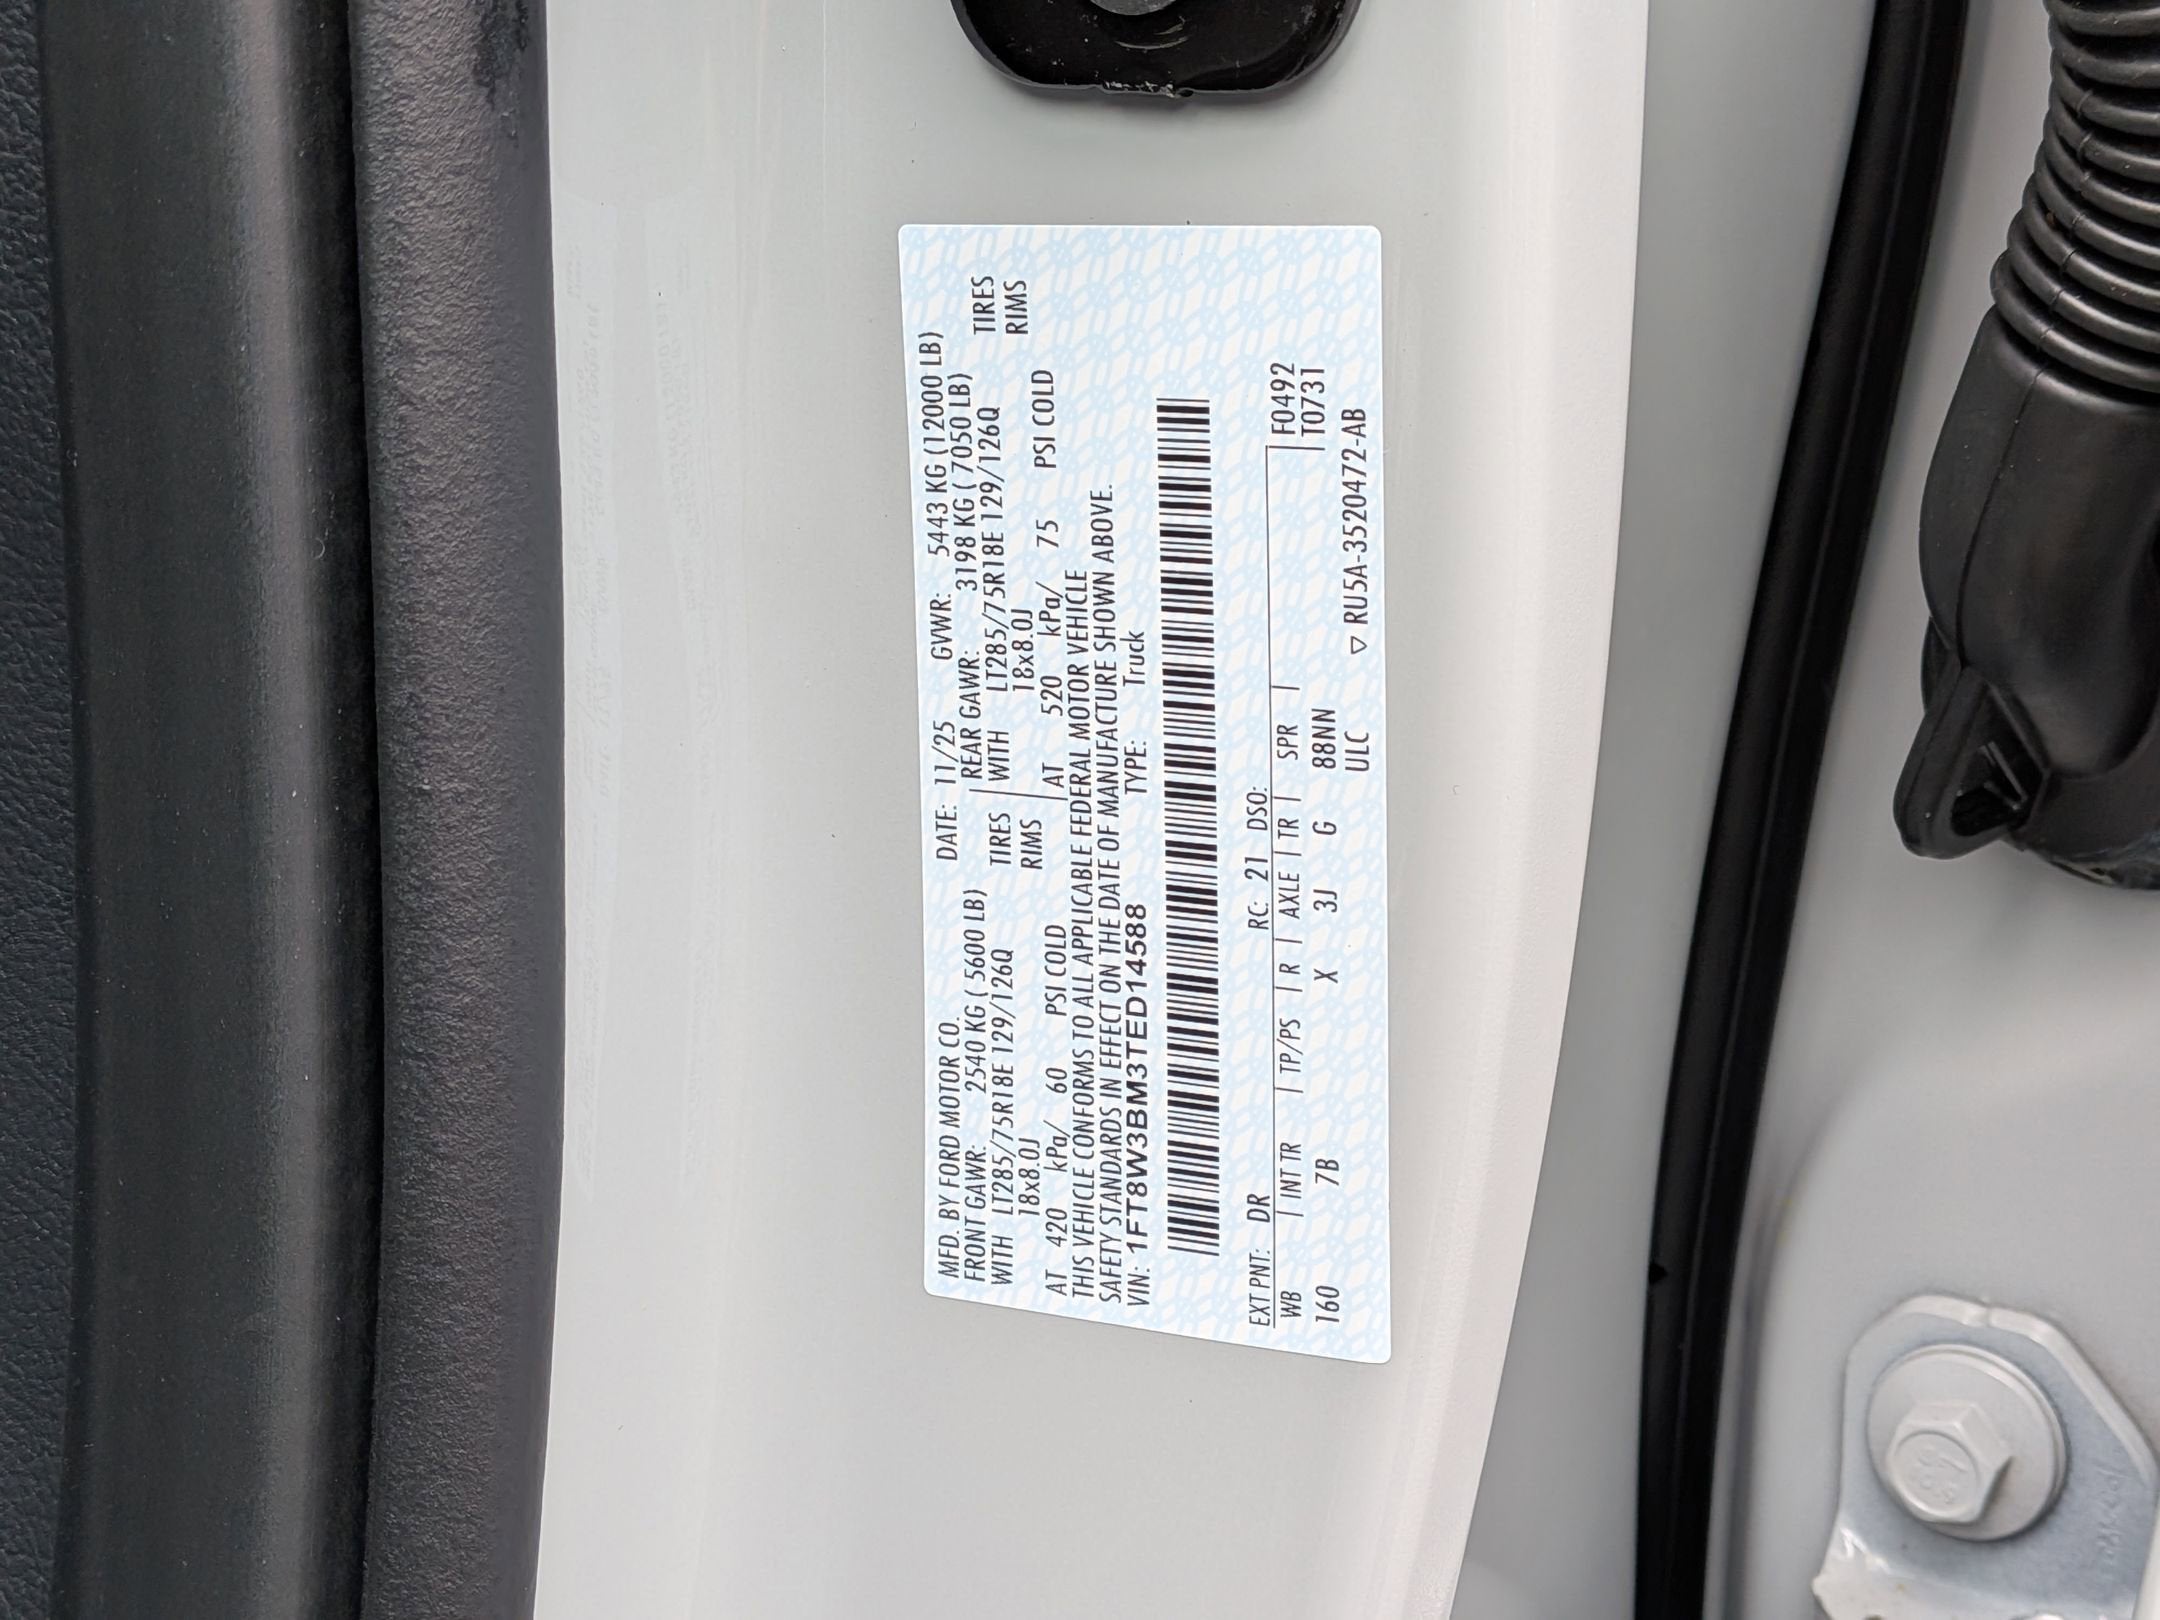 MFD. BY FORD MOTOR CO. DATE: 11/25 GVWR: 5443 KG (12000 LB)
FRONT GAWR: 2540 KG ( 5600 LB) REAR GAWR: 3198 KG ( 7050 LB)
WITH LT285/75R18E 129/126Q TIRES WITH LT285/75R18E 129/126Q TIRES
18x8.0J RIMS 18x8.0J RIMS
AT 420 kPa/ 60 PSI COLD AT 520 kPa/ 75 PSI COLD
THIS VEHICLE CONFORMS TO ALL APPLICABLE FEDERAL MOTOR VEHICLE
SAFETY STANDARDS IN EFFECT ON THE DATE OF MANUFACTURE SHOWN ABOVE.
VIN: 1FT8W3BM3TED14588 TYPE: Truck
EXT PNT: DR RC: 21 DSO:
WB | INT TR | TP/PS | R | AXLE | TR | SPR | F0492
160 7B X 3J G 88NN T0731
ULC ▽ RU5A-3520472-AB